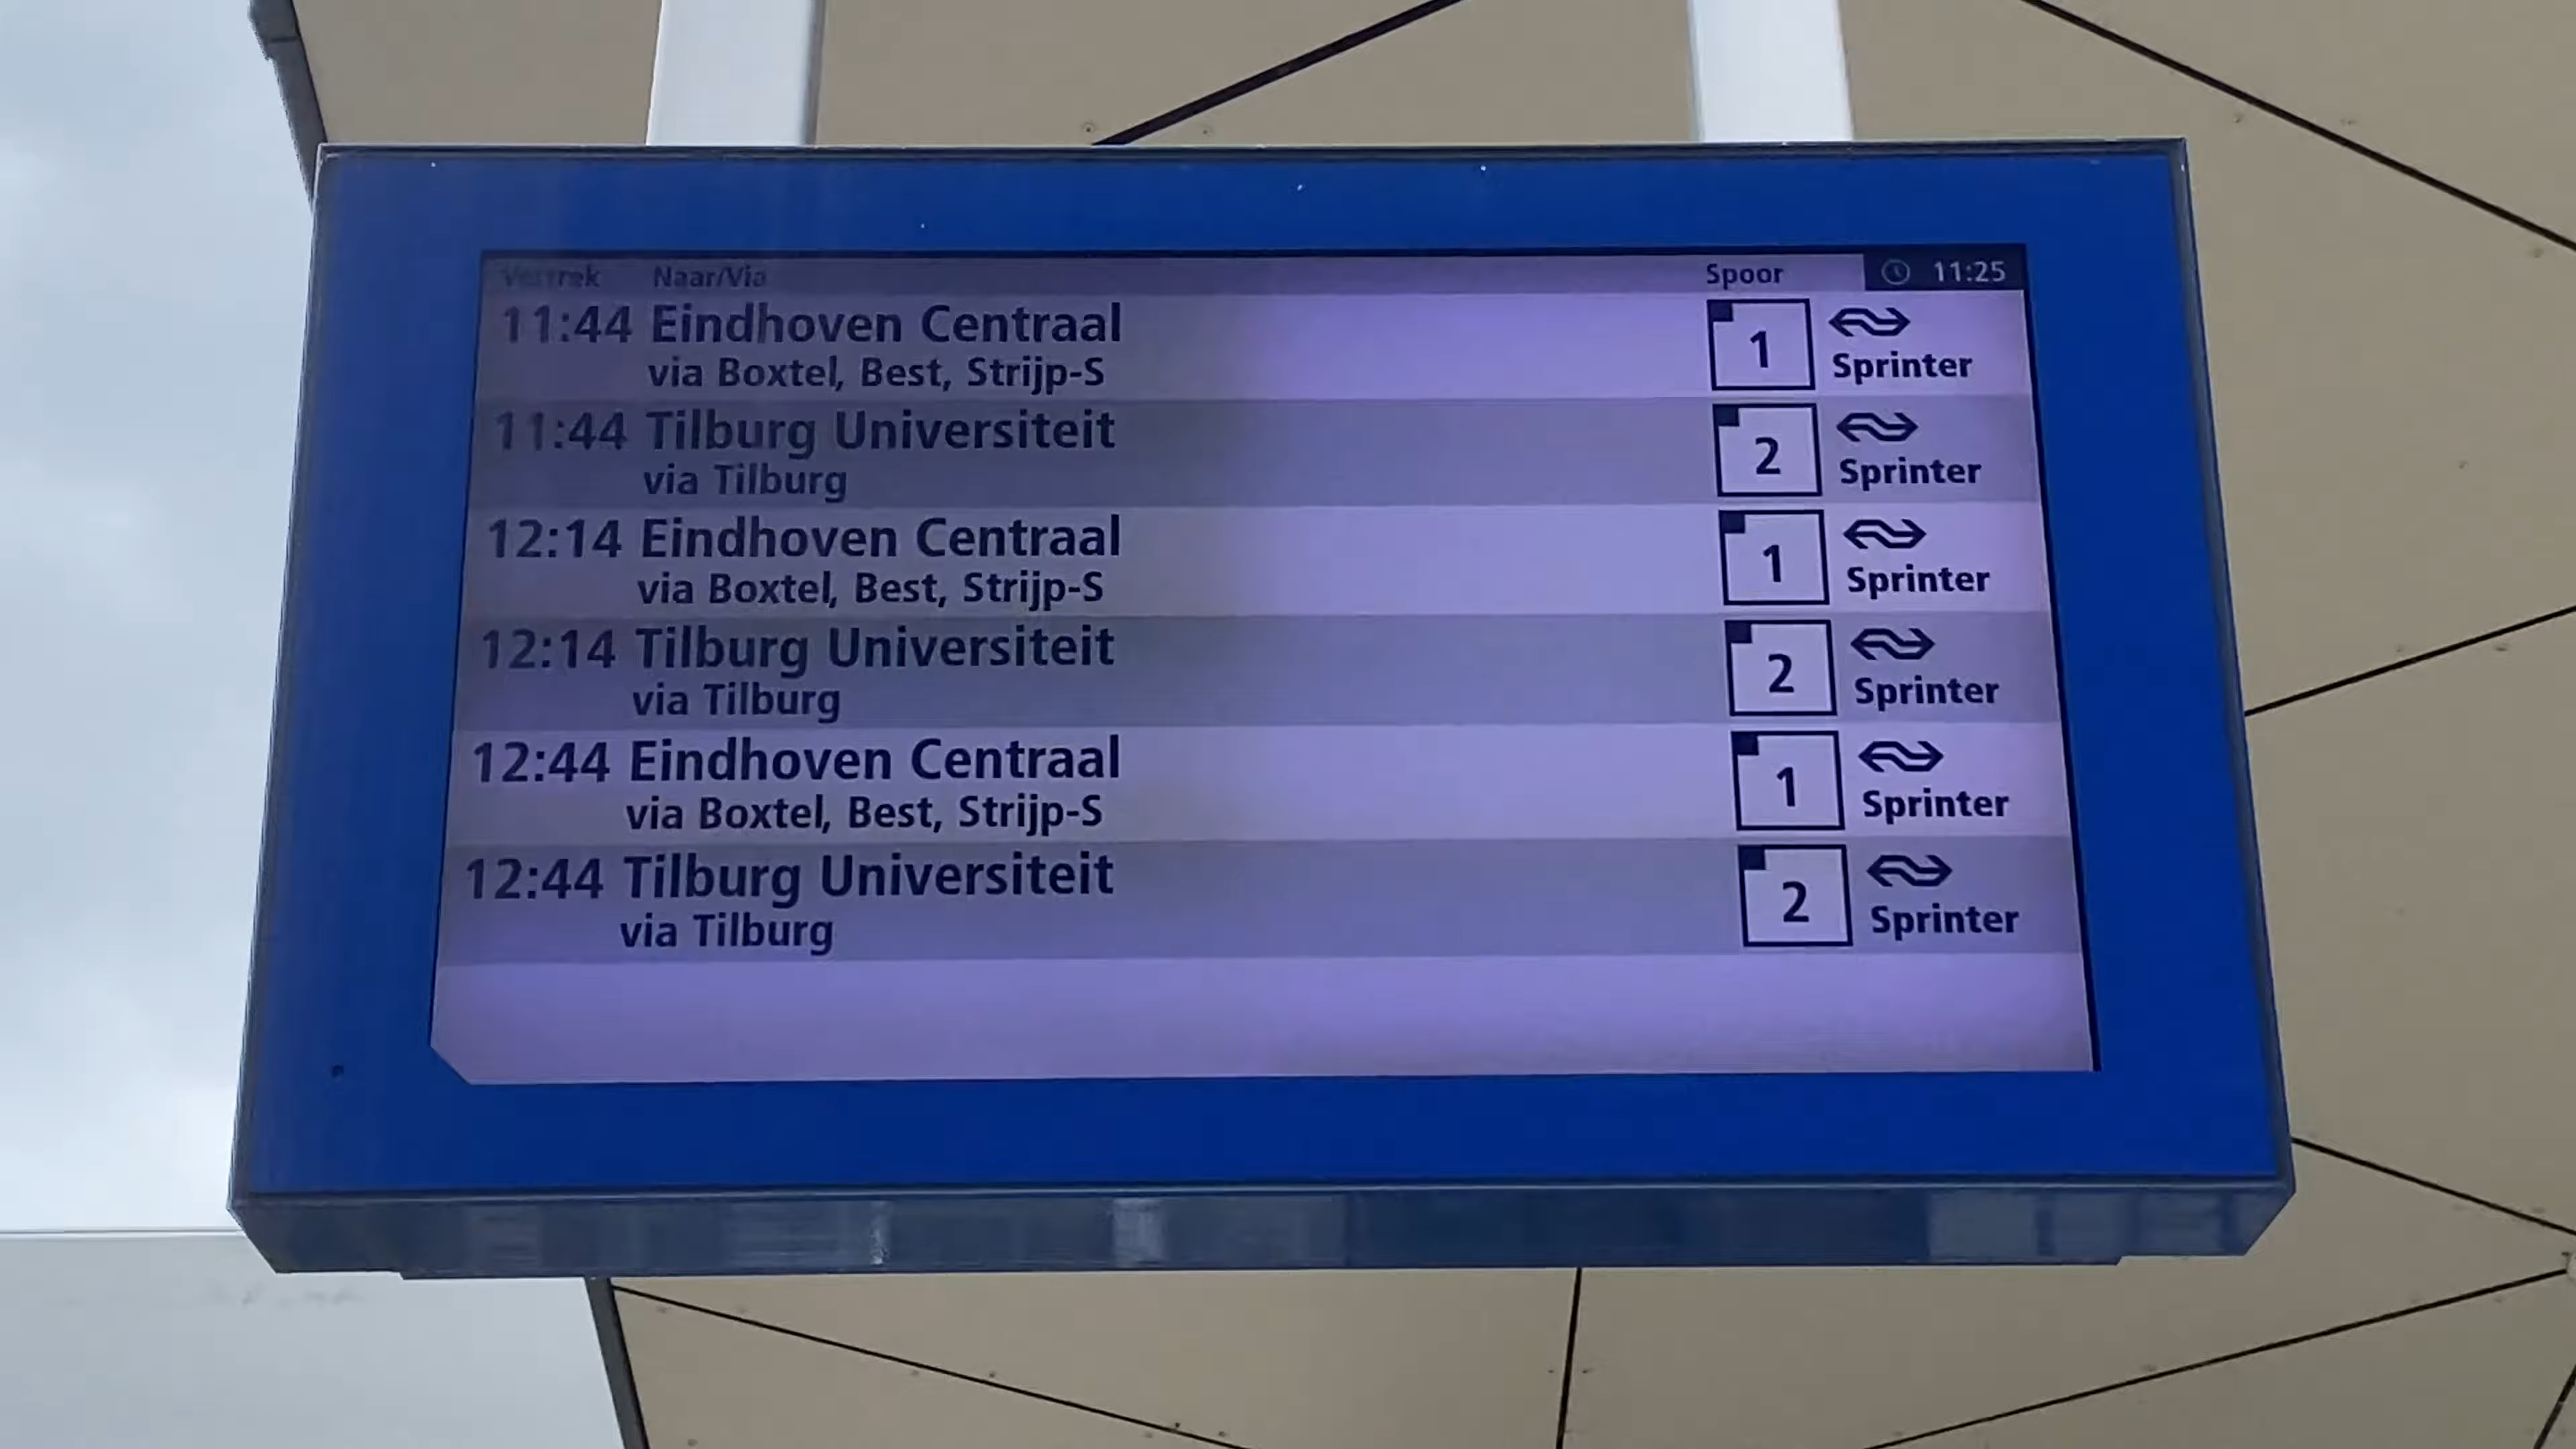 Vertrek Naar/Via Spoor 11:25
11:44 Eindhoven Centraal 1
via Boxtel, Best, Strijp-S Sprinter
11:44 Tilburg Universiteit 2
via Tilburg Sprinter
12:14 Eindhoven Centraal 1
via Boxtel, Best, Strijp-S Sprinter
12:14 Tilburg Universiteit 2
via Tilburg Sprinter
12:44 Eindhoven Centraal 1
via Boxtel, Best, Strijp-S Sprinter
12:44 Tilburg Universiteit 2
via Tilburg Sprinter